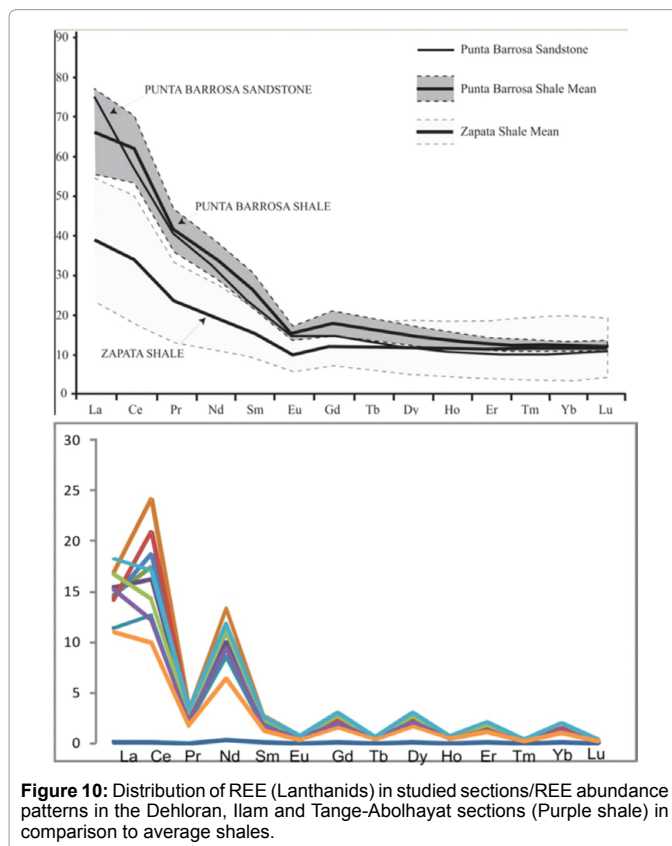 90
80
70
60
50
40
30
20
10
0
Punta Barrosa Sandstone
Punta Barrosa Shale Mean
Zapata Shale Mean
PUNTA BARROSA SANDSTONE
PUNTA BARROSA SHALE
ZAPATA SHALE
La Ce Pr Nd Sm Eu Gd Tb Dy Ho Er Tm Yb Lu
30
25
20
15
10
5
0
La Ce Pr Nd Sm Eu Gd Tb Dy Ho Er Tm Yb Lu
Figure 10: Distribution of REE (Lanthanids) in studied sections/REE abundance
patterns in the Dehloran, Ilam and Tange-Abolhayat sections (Purple shale) in
comparison to average shales.